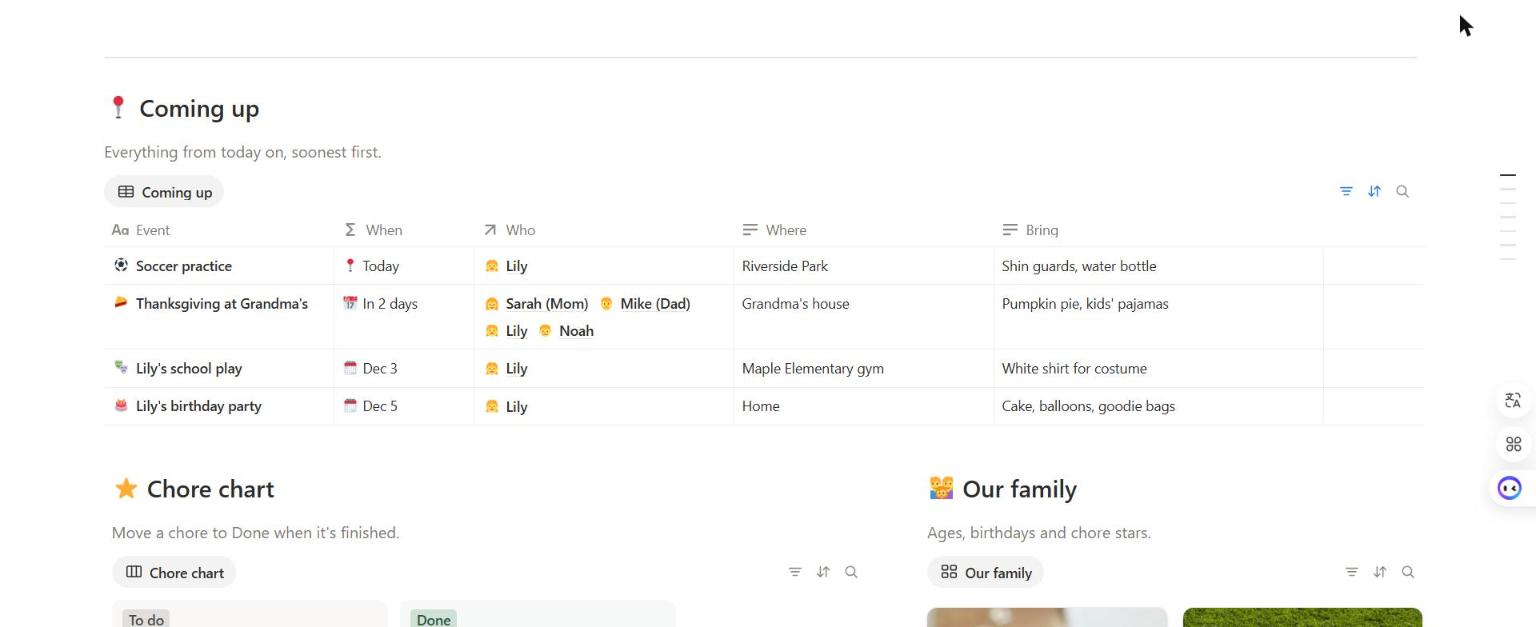 Coming up
Everything from today on, soonest first.
Coming up
Aa Event When Who Where Bring
Soccer practice Today Lily Riverside Park Shin guards, water bottle
Thanksgiving at Grandma's In 2 days Sarah (Mom) Mike (Dad) Grandma's house Pumpkin pie, kids' pajamas
Lily Noah
Lily's school play Dec 3 Lily Maple Elementary gym White shirt for costume
Lily's birthday party Dec 5 Lily Home Cake, balloons, goodie bags
Chore chart
Move a chore to Done when it's finished.
Chore chart
To do Done
Our family
Ages, birthdays and chore stars.
Our family